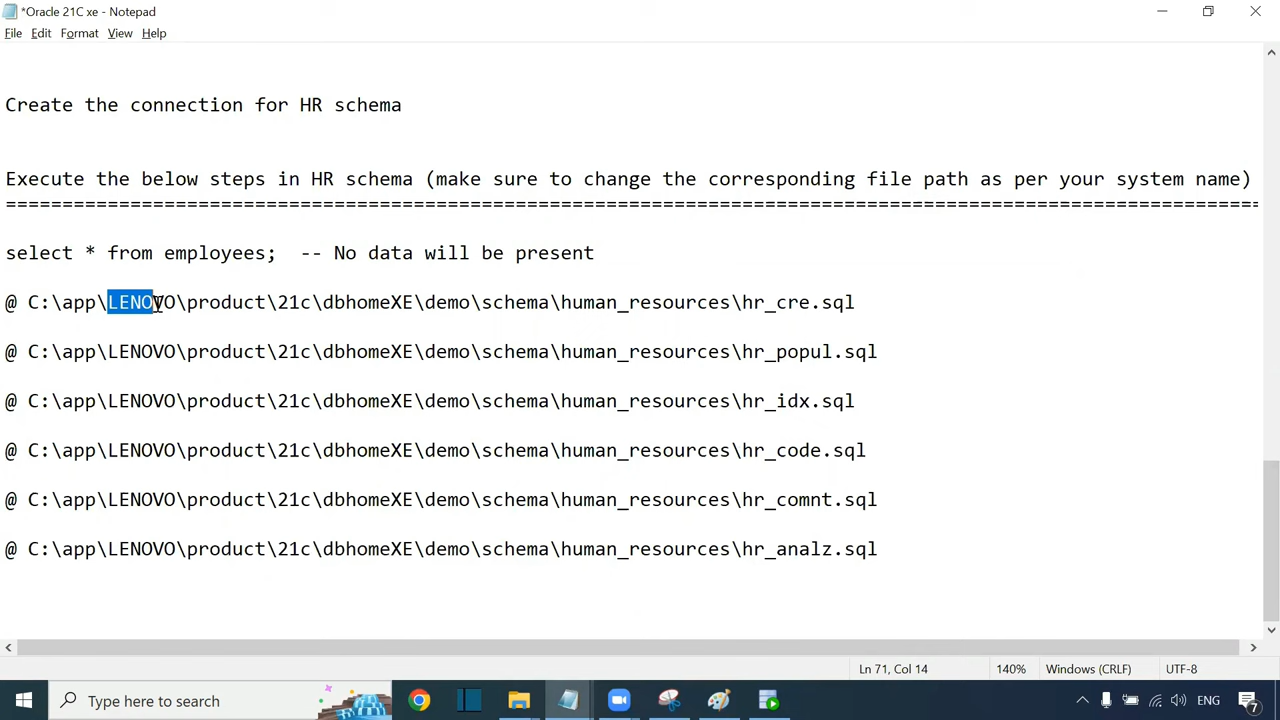 *Oracle 21C xe - Notepad
File Edit Format View Help
Create the connection for HR schema
Execute the below steps in HR schema (make sure to change the corresponding file path as per your system name)
================================================================================================================
select * from employees;  -- No data will be present
@ C:\app\LENOVO\product\21c\dbhomeXE\demo\schema\human_resources\hr_cre.sql
@ C:\app\LENOVO\product\21c\dbhomeXE\demo\schema\human_resources\hr_popul.sql
@ C:\app\LENOVO\product\21c\dbhomeXE\demo\schema\human_resources\hr_idx.sql
@ C:\app\LENOVO\product\21c\dbhomeXE\demo\schema\human_resources\hr_code.sql
@ C:\app\LENOVO\product\21c\dbhomeXE\demo\schema\human_resources\hr_comnt.sql
@ C:\app\LENOVO\product\21c\dbhomeXE\demo\schema\human_resources\hr_analz.sql
Ln 71, Col 14 140% Windows (CRLF) UTF-8
Type here to search ENG 7